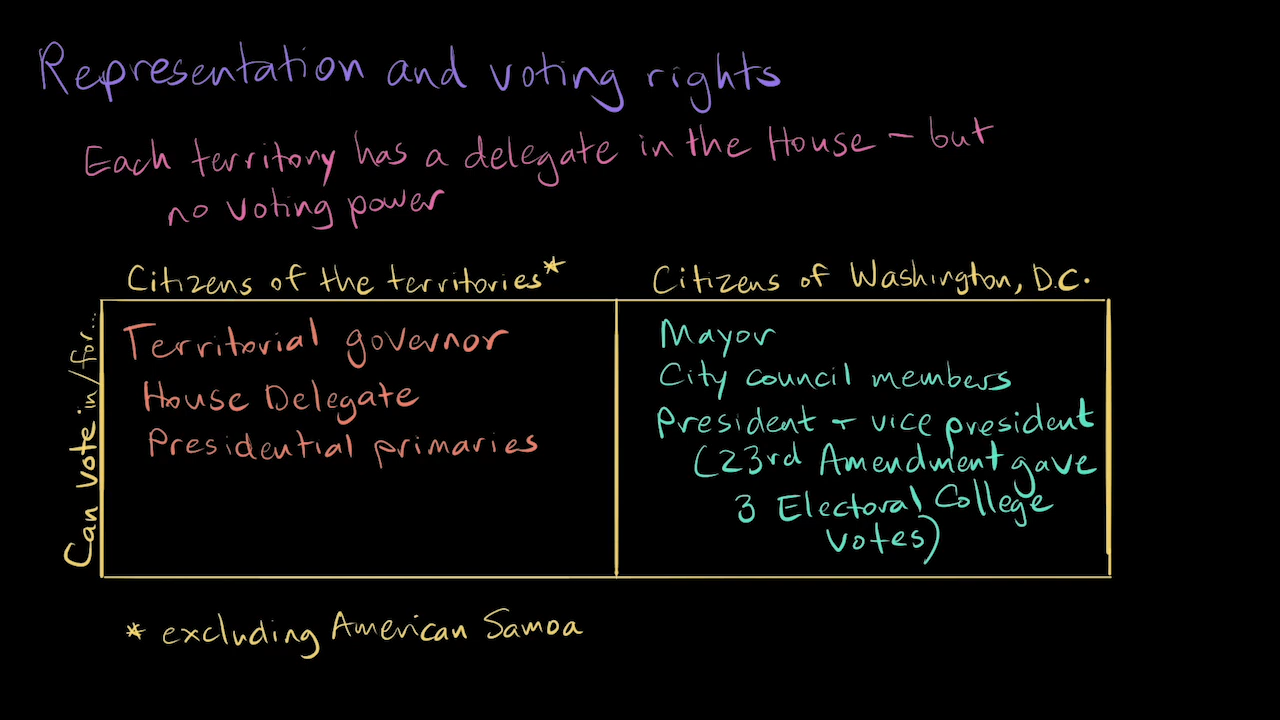 Representation and voting rights
Each territory has a delegate in the House – but
no voting power
Citizens of the territories*
Citizens of Washington, D.C.
Can vote in/for...
Territorial governor
House Delegate
Presidential primaries
Mayor
City council members
President + vice president
(23rd Amendment gave
3 Electoral College
votes)
* excluding American Samoa